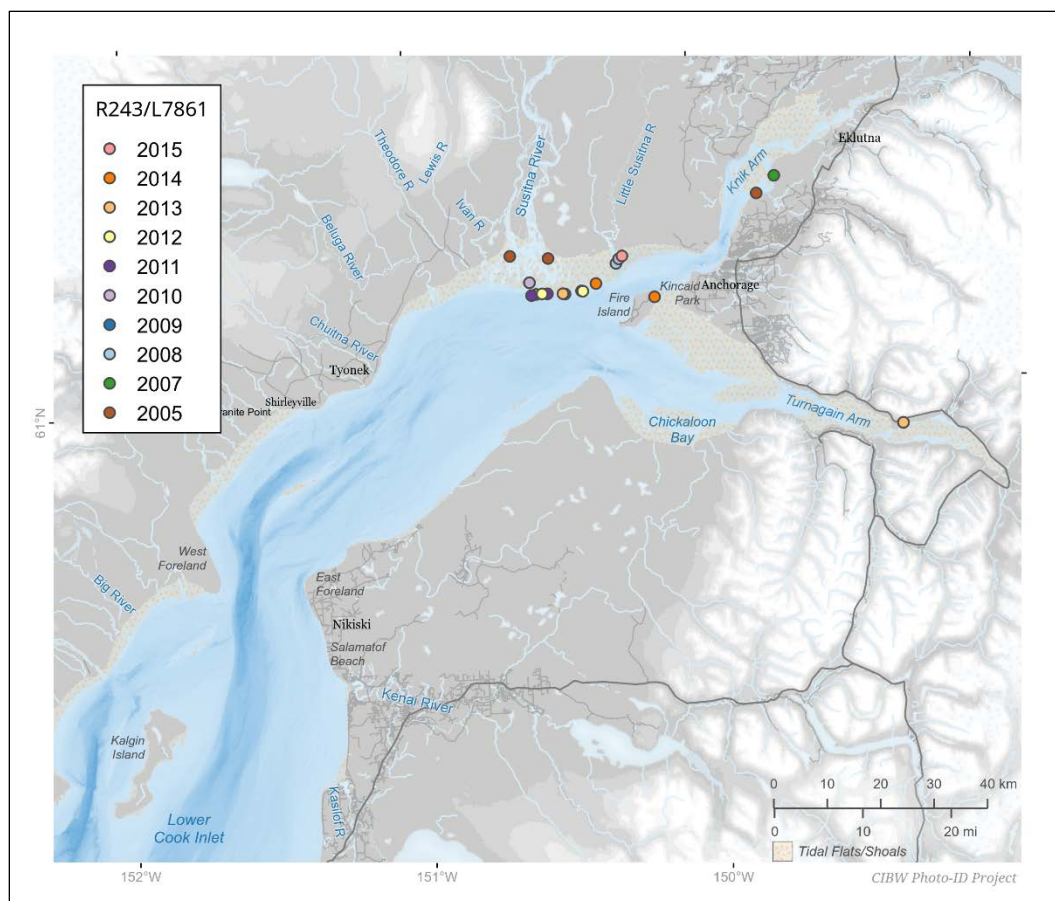 R243/L7861
2015
2014
2013
2012
2011
2010
2009
2008
2007
2005
Theodore R
Lewis R
Ivan R
Susitna River
Little Susitna R
Knik Arm
Eklutna
Beluga River
Chuitna River
Tyonek
Shirleyville
ranite Point
Fire
Island
Kincaid
Park
Anchorage
Chickaloon
Bay
Turnagain Arm
61°N
West
Foreland
Big River
East
Foreland
Nikiski
Salamatof
Beach
Kenai River
Kalgin
Island
Kasilof R
Lower
Cook Inlet
0 10 20 30 40 km
0 10 20 mi
Tidal Flats/Shoals
152°W
151°W
150°W
CIBW Photo-ID Project